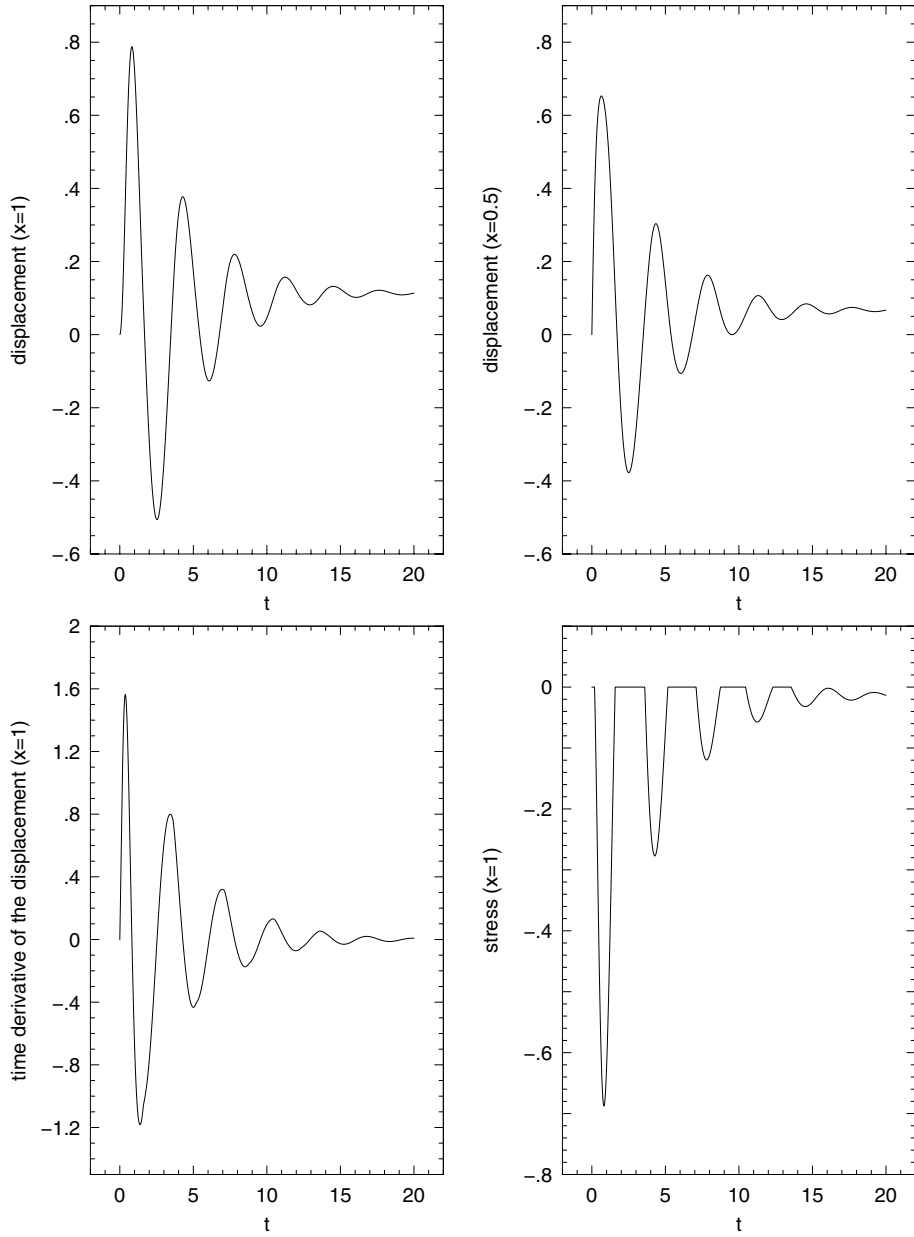 .8
.6
.4
.2
0
−.2
−.4
−.6
displacement (x=1)
0 5 10 15 20
t
.8
.6
.4
.2
0
−.2
−.4
−.6
displacement (x=0.5)
0 5 10 15 20
t
2
1.6
1.2
.8
.4
0
−.4
−.8
−1.2
time derivative of the displacement (x=1)
0 5 10 15 20
t
0
−.2
−.4
−.6
−.8
stress (x=1)
0 5 10 15 20
t